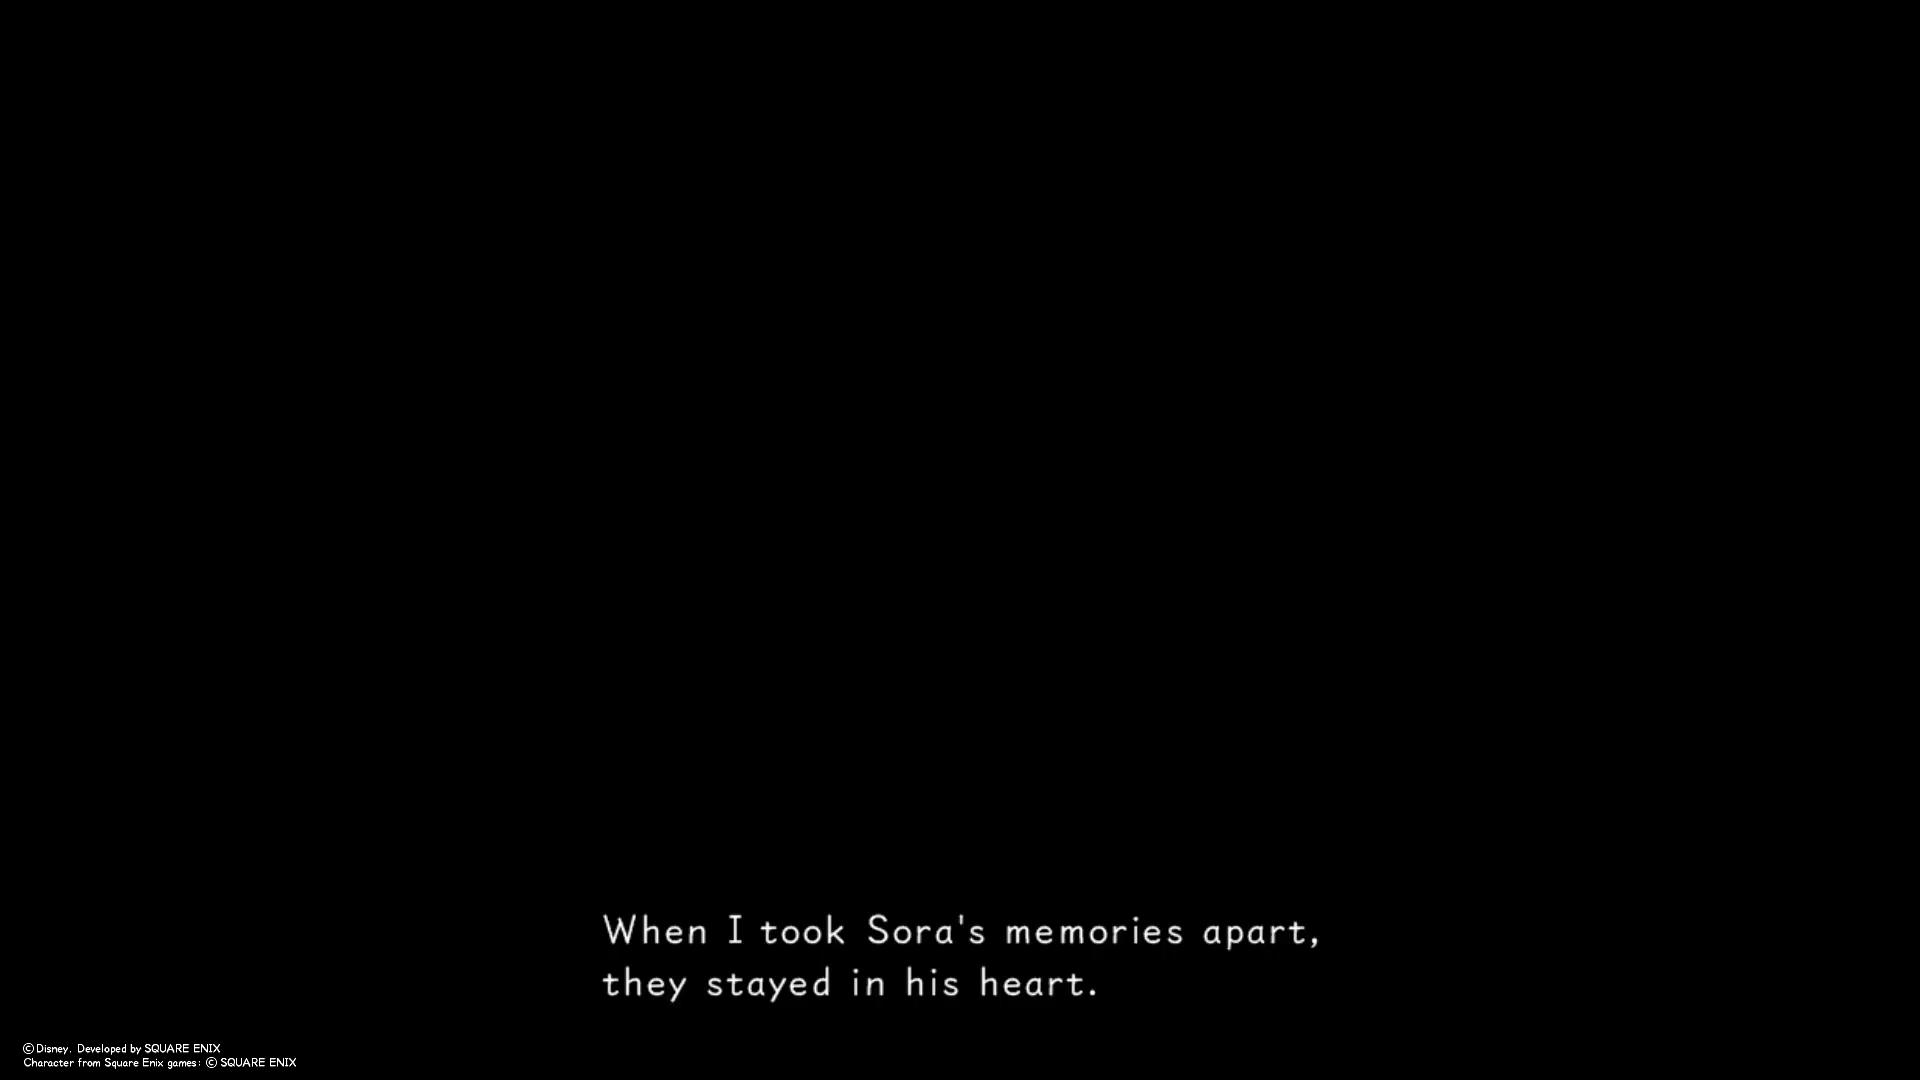 When I took Sora's memories apart,
they stayed in his heart.
©Disney. Developed by SQUARE ENIX
Character from Square Enix games: © SQUARE ENIX